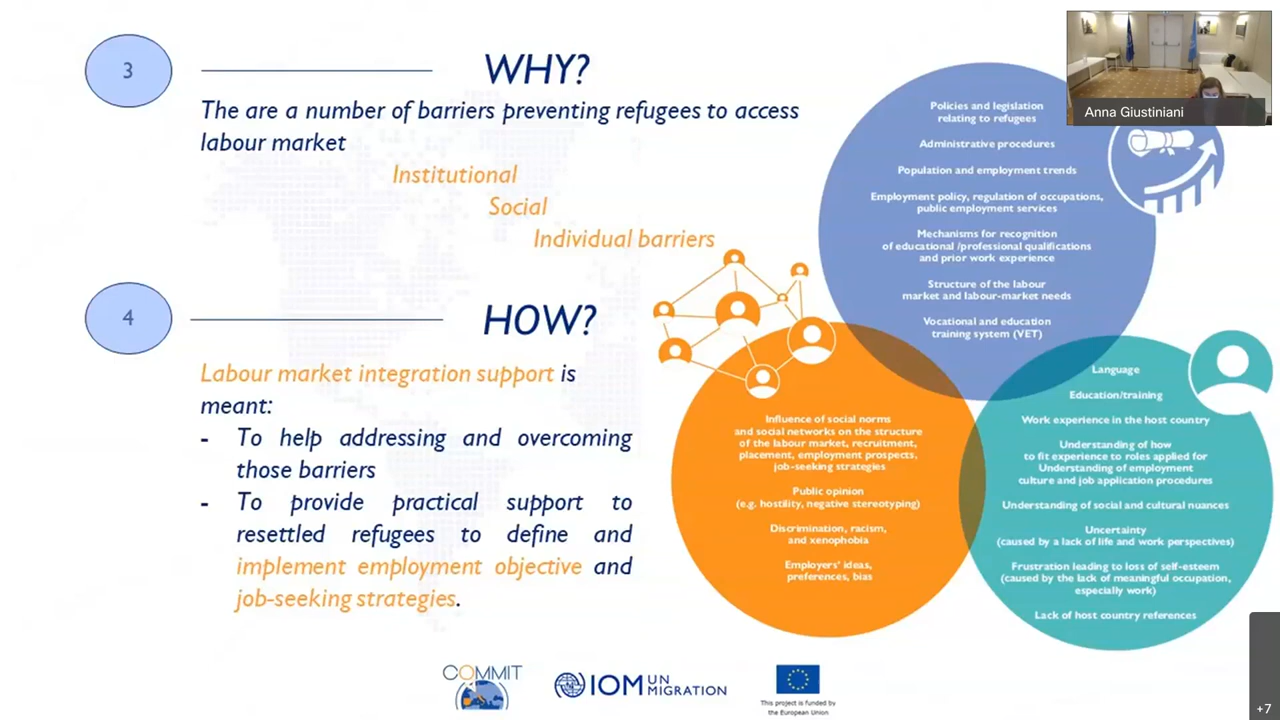 3
WHY?
The are a number of barriers preventing refugees to access
labour market
Institutional
Social
Individual barriers
4
HOW?
Labour market integration support is
meant:
- To help addressing and overcoming
those barriers
- To provide practical support to
resettled refugees to define and
implement employment objective and
job-seeking strategies.
Anna Giustiniani
Policies and legislation
relating to refugees
Administrative procedures
Population and employment trends
Employment policy, regulation of occupations,
public employment services
Mechanisms for recognition
of educational /professional qualifications
and prior work experience
Structure of the labour
market and labour-market needs
Vocational and education
training system (VET)
Influence of social norms
and social networks on the structure
of the labour market, recruitment,
placement, employment prospects,
job-seeking strategies
Public opinion
(e.g. hostility, negative stereotyping)
Discrimination, racism,
and xenophobia
Employers' ideas,
preferences, bias
Language
Education/training
Work experience in the host country
Understanding of how
to fit experience to roles applied for
Understanding of employment
culture and job application procedures
Understanding of social and cultural nuances
Uncertainty
(caused by a lack of life and work perspectives)
Frustration leading to loss of self-esteem
(caused by the lack of meaningful occupation,
especially work)
Lack of host country references
COMMIT
IOM UN
MIGRATION
This project is funded by
the European Union
+7